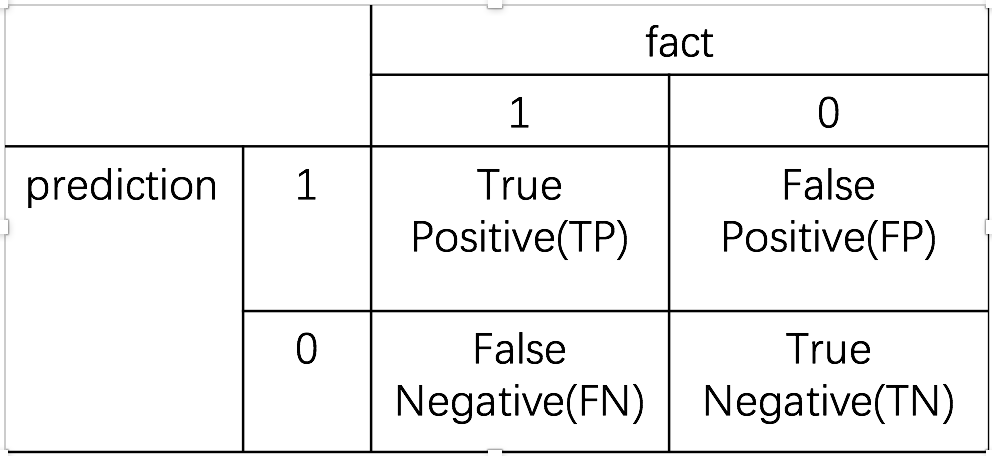 fact
1
0
prediction
1
True
Positive(TP)
False
Positive(FP)
0
False
Negative(FN)
True
Negative(TN)